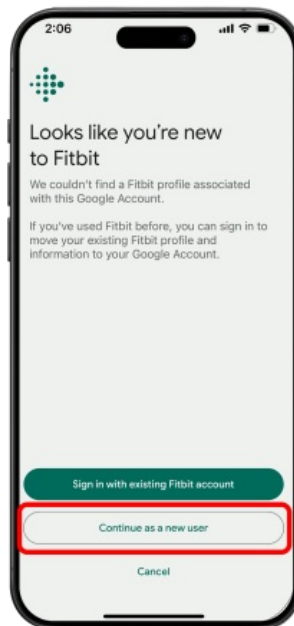 2:06
Looks like you're new
to Fitbit
We couldn't find a Fitbit profile associated
with this Google Account.
If you've used Fitbit before, you can sign in to
move your existing Fitbit profile and
information to your Google Account.
Sign in with existing Fitbit account
Continue as a new user
Cancel